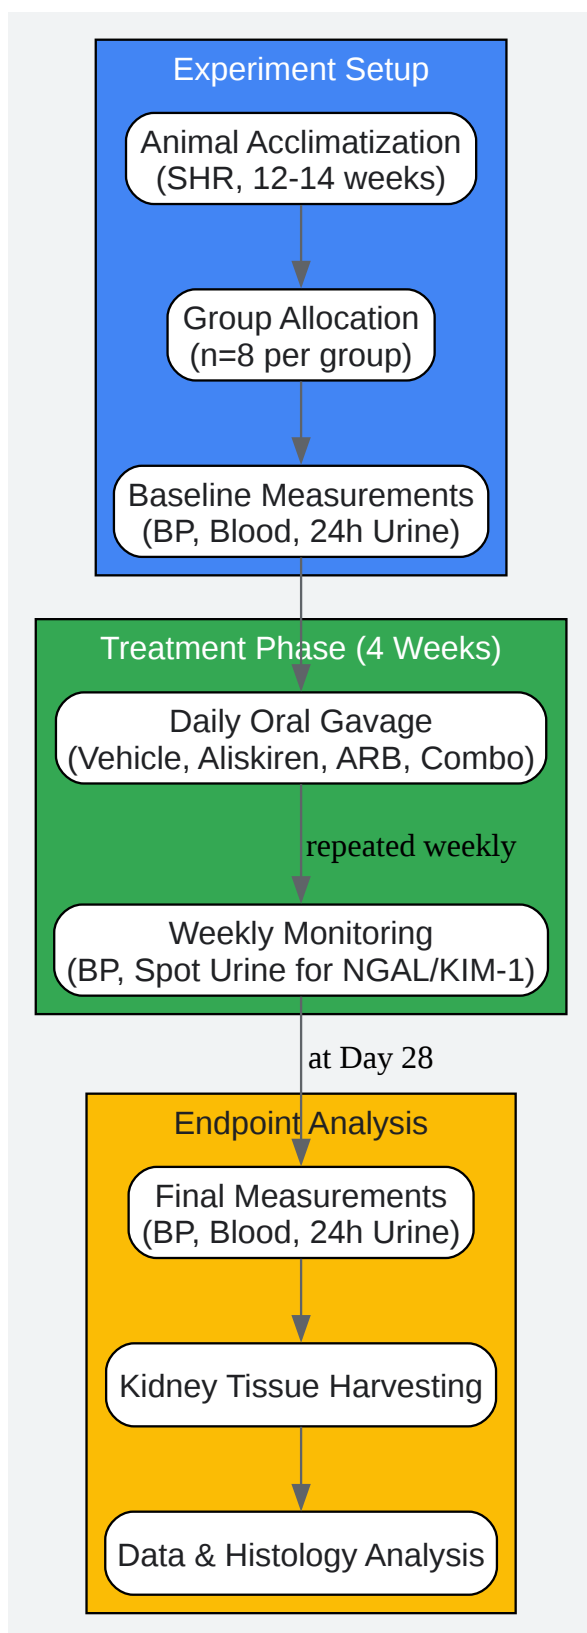 Experiment Setup
Animal Acclimatization
(SHR, 12-14 weeks)
Group Allocation
(n=8 per group)
Baseline Measurements
(BP, Blood, 24h Urine)
Treatment Phase (4 Weeks)
Daily Oral Gavage
(Vehicle, Aliskiren, ARB, Combo)
repeated weekly
Weekly Monitoring
(BP, Spot Urine for NGAL/KIM-1)
at Day 28
Endpoint Analysis
Final Measurements
(BP, Blood, 24h Urine)
Kidney Tissue Harvesting
Data & Histology Analysis